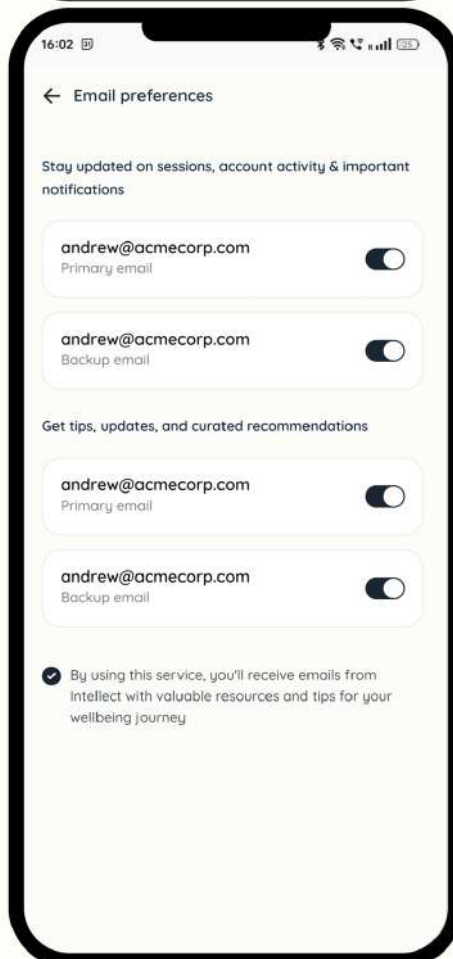 16:02
25
← Email preferences
Stay updated on sessions, account activity & important
notifications
andrew@acmecorp.com
Primary email
andrew@acmecorp.com
Backup email
Get tips, updates, and curated recommendations
andrew@acmecorp.com
Primary email
andrew@acmecorp.com
Backup email
By using this service, you'll receive emails from
Intellect with valuable resources and tips for your
wellbeing journey